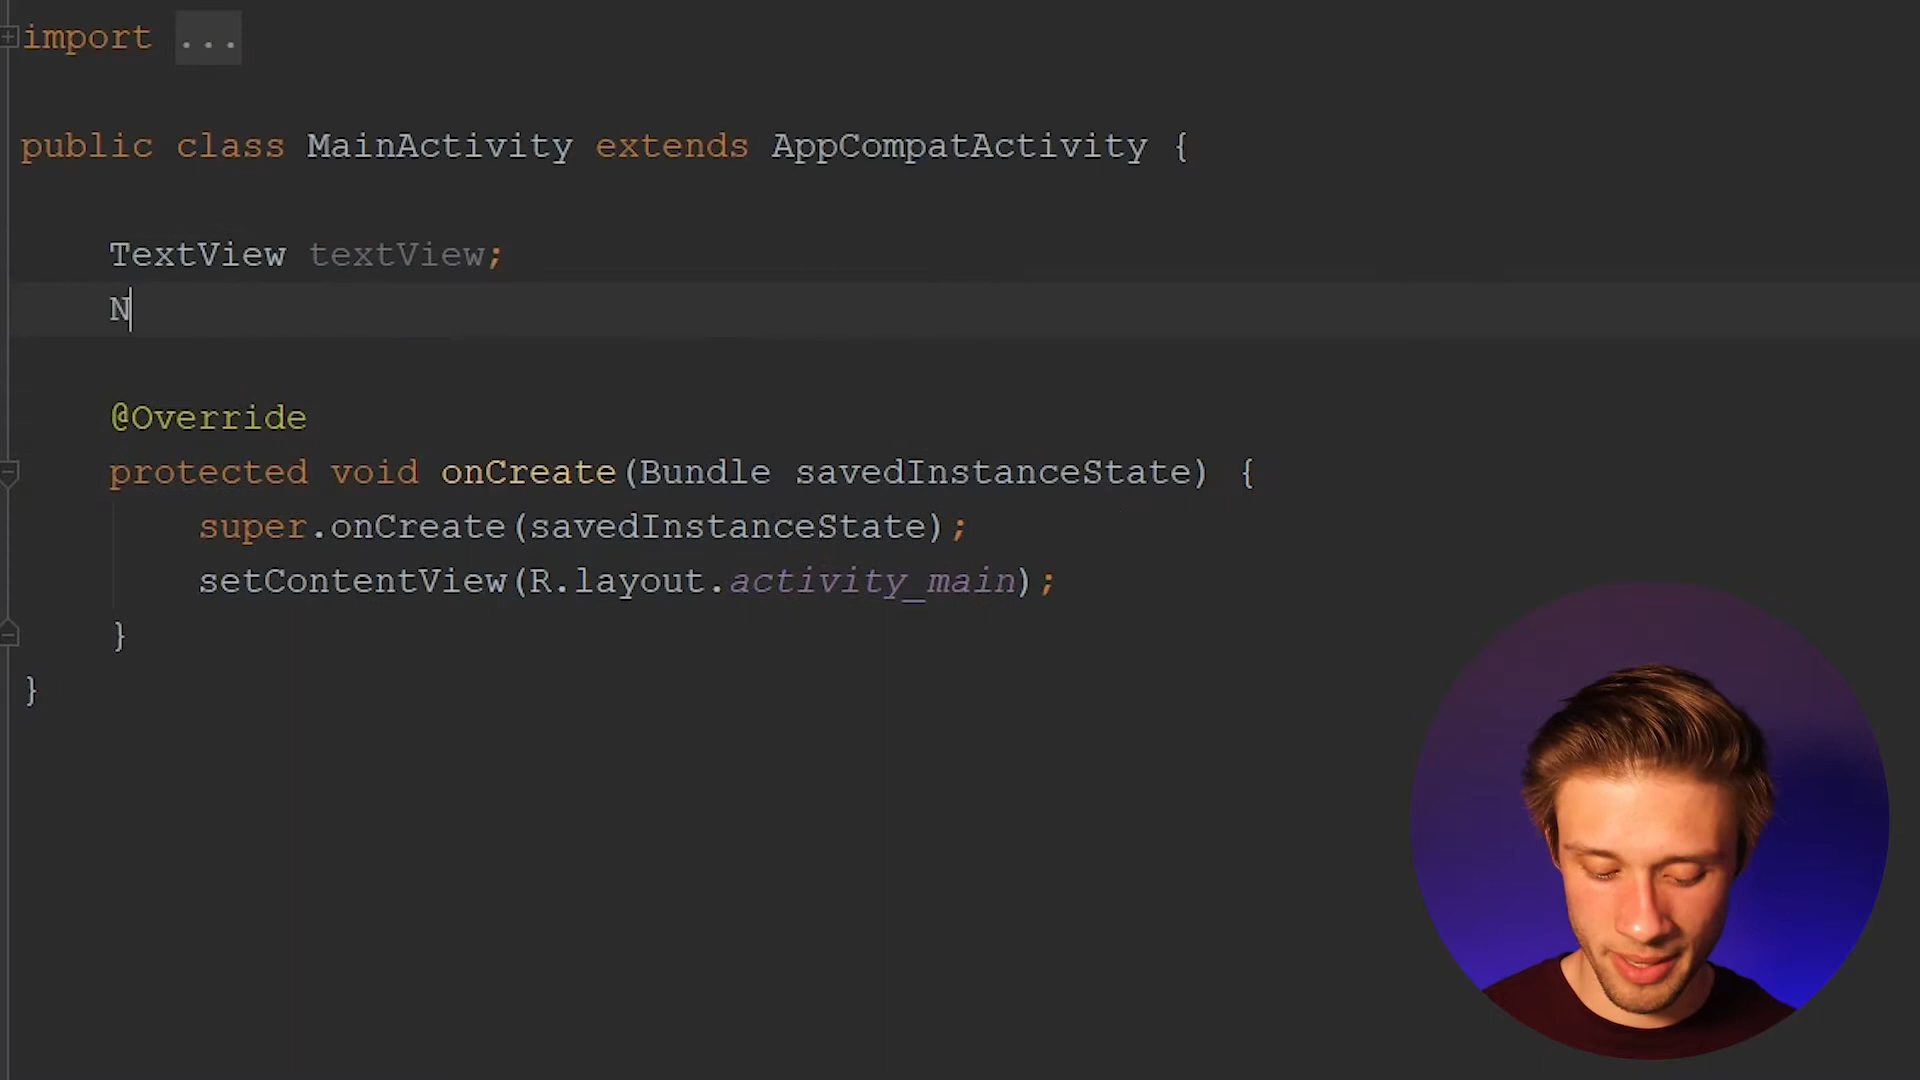 import ...
public class MainActivity extends AppCompatActivity {
TextView textView;
N
@Override
protected void onCreate(Bundle savedInstanceState) {
super.onCreate(savedInstanceState);
setContentView(R.layout.activity_main);
}
}